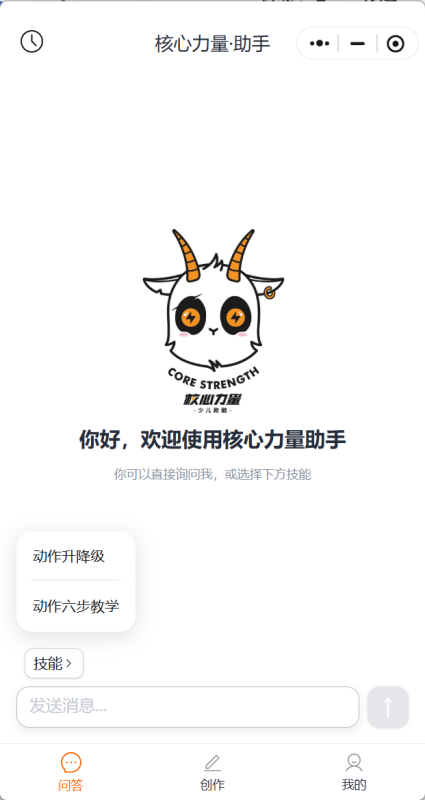 核心力量·助手
CORE STRENGTH
核心力量
·少儿跑酷·
你好，欢迎使用核心力量助手
你可以直接询问我，或选择下方技能
动作升降级
动作六步教学
技能
发送消息...
问答
创作
我的